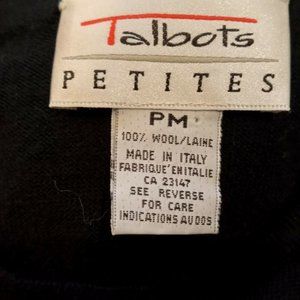 Talbots
PETITES
PM
100% WOOL/LAINE
MADE IN ITALY
FABRIQUE'EN ITALIE
CA 23147
SEE REVERSE
FOR CARE
INDICATIONS AU DOS